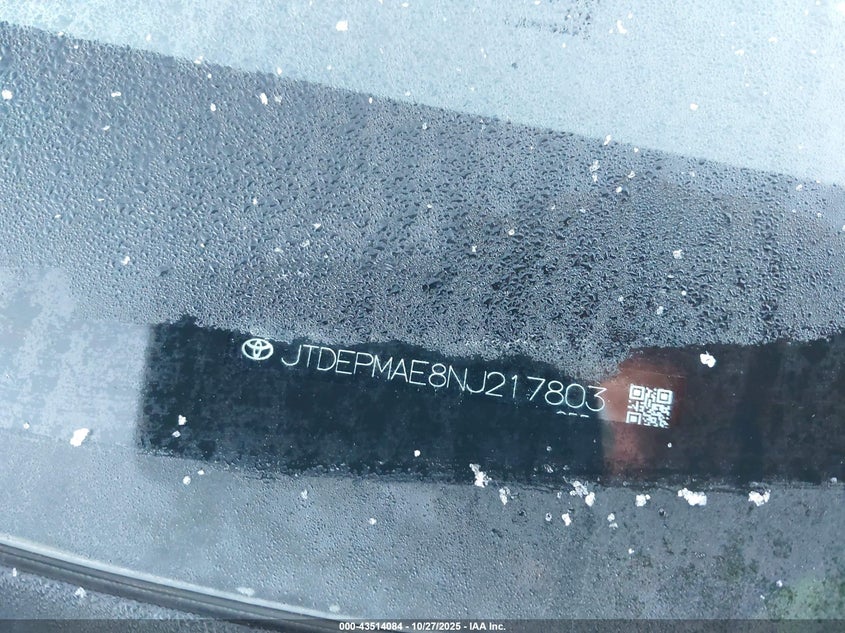 JTDEPMAE8NJ217803
000-43514084 | 10/27/2025 - IAA Inc.